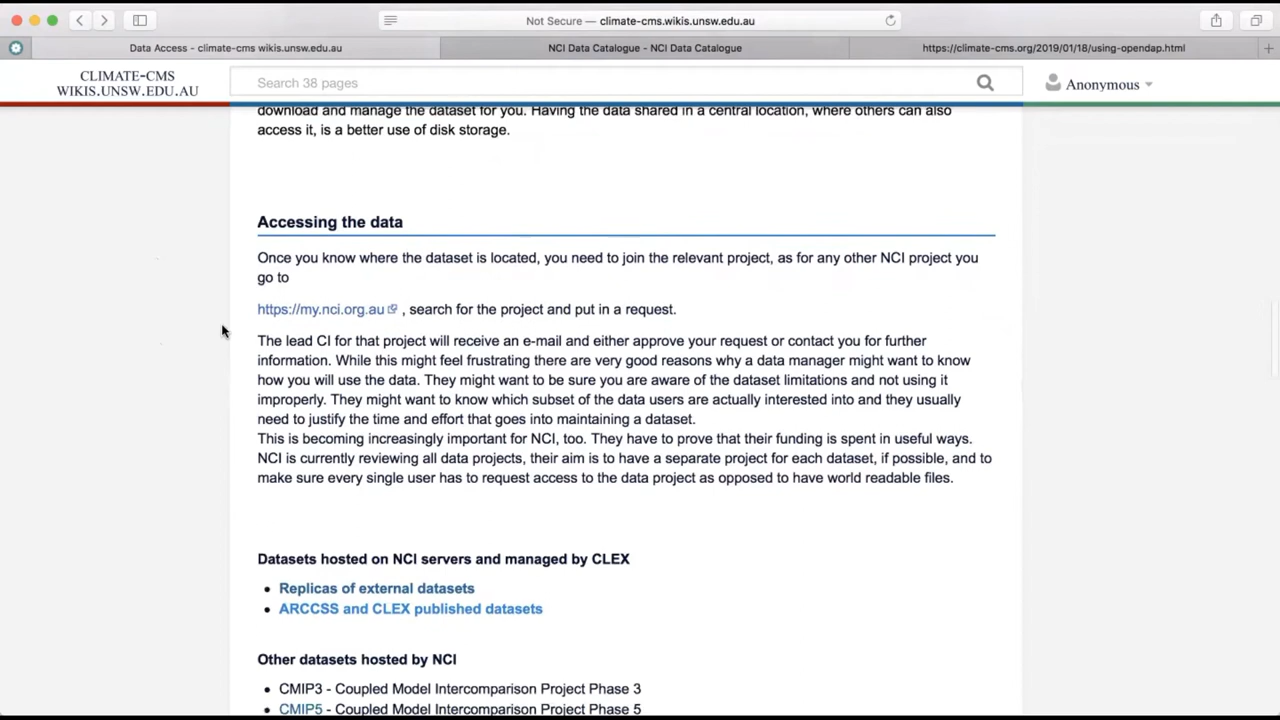 Not Secure — climate-cms.wikis.unsw.edu.au
Data Access - climate-cms wikis.unsw.edu.au
NCI Data Catalogue - NCI Data Catalogue
https://climate-cms.org/2019/01/18/using-opendap.html
CLIMATE-CMS
WIKIS.UNSW.EDU.AU
Search 38 pages
Anonymous
download and manage the dataset for you. Having the data shared in a central location, where others can also
access it, is a better use of disk storage.
Accessing the data
Once you know where the dataset is located, you need to join the relevant project, as for any other NCI project you
go to
https://my.nci.org.au , search for the project and put in a request.
The lead CI for that project will receive an e-mail and either approve your request or contact you for further
information. While this might feel frustrating there are very good reasons why a data manager might want to know
how you will use the data. They might want to be sure you are aware of the dataset limitations and not using it
improperly. They might want to know which subset of the data users are actually interested into and they usually
need to justify the time and effort that goes into maintaining a dataset.
This is becoming increasingly important for NCI, too. They have to prove that their funding is spent in useful ways.
NCI is currently reviewing all data projects, their aim is to have a separate project for each dataset, if possible, and to
make sure every single user has to request access to the data project as opposed to have world readable files.
Datasets hosted on NCI servers and managed by CLEX
• Replicas of external datasets
• ARCCSS and CLEX published datasets
Other datasets hosted by NCI
• CMIP3 - Coupled Model Intercomparison Project Phase 3
• CMIP5 - Coupled Model Intercomparison Project Phase 5